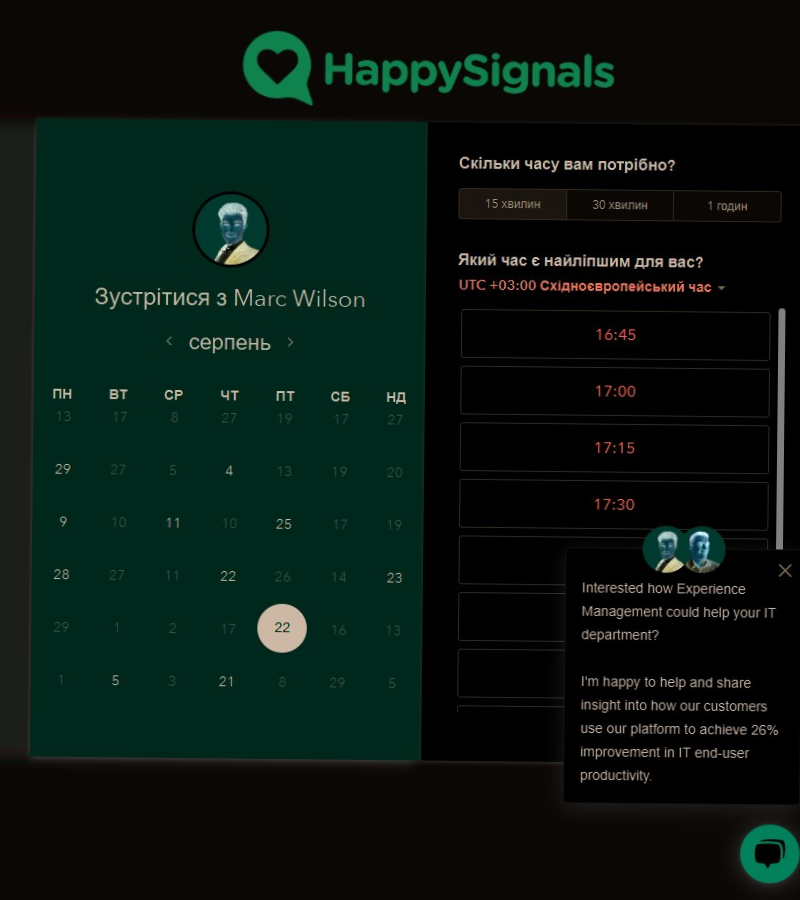 HappySignals
Зустрітися з Marc Wilson
серпень
ПН ВТ СР ЧТ ПТ СБ НД
13 17 8 27 19 17 27
29 27 5 4 13 19 20
9 10 11 10 25 17 19
28 27 11 22 26 14 23
29 1 2 17 22 16 13
1 5 3 21 8 29 5
Скільки часу вам потрібно?
15 хвилин 30 хвилин 1 годин
Який час є найліпшим для вас?
UTC +03:00 Східноєвропейський час
16:45
17:00
17:15
17:30
Interested how Experience
Management could help your IT
department?
I'm happy to help and share
insight into how our customers
use our platform to achieve 26%
improvement in IT end-user
productivity.